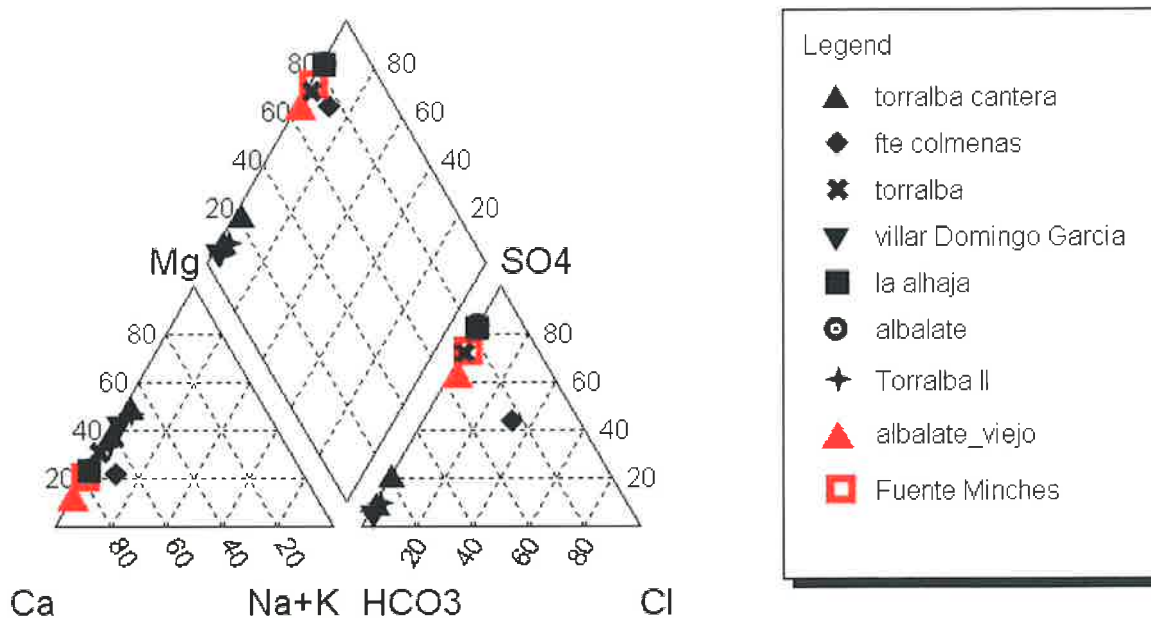 80
80
60
60
40
40
20
20
Mg
SO4
80
80
60
60
40
40
20
20
80
60
40
20
20
40
60
80
Ca
Na+K
HCO3
Cl
Legend
torralba cantera
fte colmenas
torralba
villar Domingo Garcia
la alhaja
albalate
Torralba II
albalate_viejo
Fuente Minches